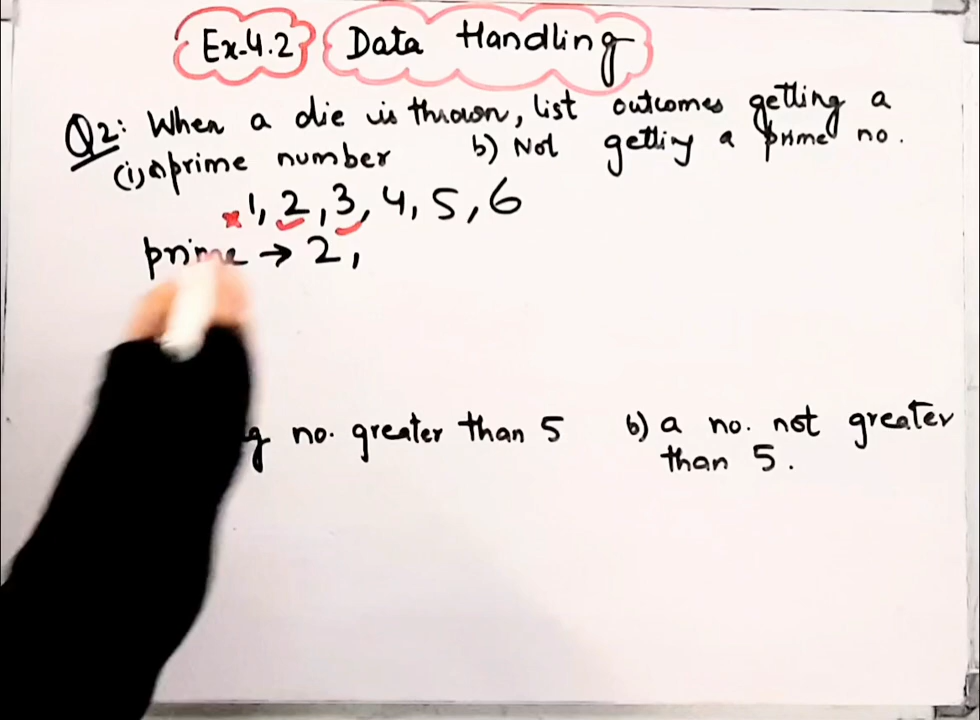 Ex-4.2 Data Handling
Q2: When a die is thrown, list outcomes getting a
(i) a) prime number b) Not getting a prime no.
× 1, 2, 3, 4, 5, 6
prime → 2,
no. greater than 5 b) a no. not greater
than 5.